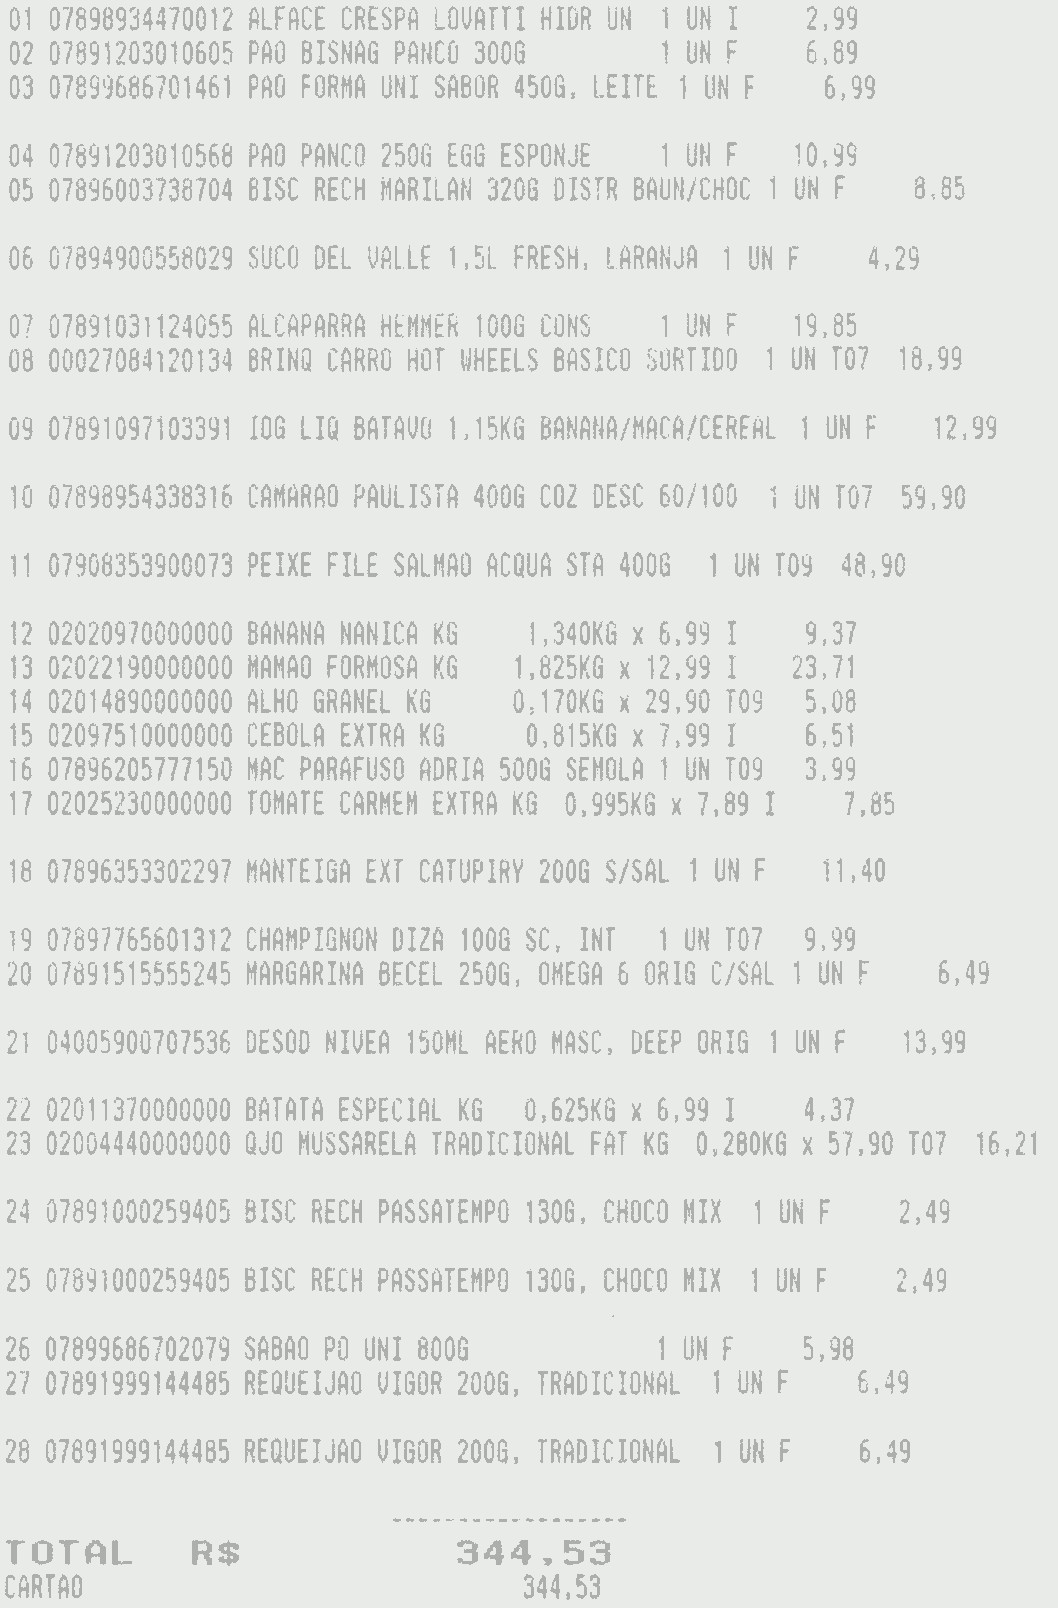 01 07898934470012 ALFACE CRESPA LOVATTI HIDR UN 1 UN I 2,99
02 07891203010605 PAO BISNAG PANCO 300G 1 UN F 6,89
03 07899686701461 PAO FORMA UNI SABOR 450G, LEITE 1 UN F 6,99
04 07891203010568 PAO PANCO 250G EGG ESPONJE 1 UN F 10,99
05 07896003738704 BISC RECH MARILAN 320G DISTR BAUN/CHOC 1 UN F 8,85
06 07894900558029 SUCO DEL VALLE 1,5L FRESH, LARANJA 1 UN F 4,29
07 07891031124055 ALCAPARRA HEMMER 100G CONS 1 UN F 19,85
08 00027084120134 BRINQ CARRO HOT WHEELS BASICO SORTIDO 1 UN T07 18,99
09 07891097103391 IOG LIQ BATAVO 1,15KG BANANA/MACA/CEREAL 1 UN F 12,99
10 07898954338316 CAMARAO PAULISTA 400G COZ DESC 60/100 1 UN T07 59,90
11 07908353900073 PEIXE FILE SALMAO ACQUA STA 400G 1 UN T09 48,90
12 02020970000000 BANANA NANICA KG 1,340KG x 6,99 I 9,37
13 02022190000000 MAMAO FORMOSA KG 1,825KG x 12,99 I 23,71
14 02014890000000 ALHO GRANEL KG 0,170KG x 29,90 T09 5,08
15 02097510000000 CEBOLA EXTRA KG 0,815KG x 7,99 I 6,51
16 07896205777150 MAC PARAFUSO ADRIA 500G SEMOLA 1 UN T09 3,99
17 02025230000000 TOMATE CARMEM EXTRA KG 0,995KG x 7,89 I 7,85
18 07896353302297 MANTEIGA EXT CATUPIRY 200G S/SAL 1 UN F 11,40
19 07897765601312 CHAMPIGNON DIZA 100G SC, INT 1 UN T07 9,99
20 07891515555245 MARGARINA BECEL 250G, OMEGA 6 ORIG C/SAL 1 UN F 6,49
21 04005900707536 DESOD NIVEA 150ML AERO MASC, DEEP ORIG 1 UN F 13,99
22 02011370000000 BATATA ESPECIAL KG 0,625KG x 6,99 I 4,37
23 02004440000000 QJO MUSSARELA TRADICIONAL FAT KG 0,280KG x 57,90 T07 16,21
24 07891000259405 BISC RECH PASSATEMPO 130G, CHOCO MIX 1 UN F 2,49
25 07891000259405 BISC RECH PASSATEMPO 130G, CHOCO MIX 1 UN F 2,49
26 07899686702079 SABAO PO UNI 800G 1 UN F 5,98
27 07891999144485 REQUEIJAO VIGOR 200G, TRADICIONAL 1 UN F 6,49
28 07891999144485 REQUEIJAO VIGOR 200G, TRADICIONAL 1 UN F 6,49
------------------
TOTAL R$ 344,53
CARTAO 344,53